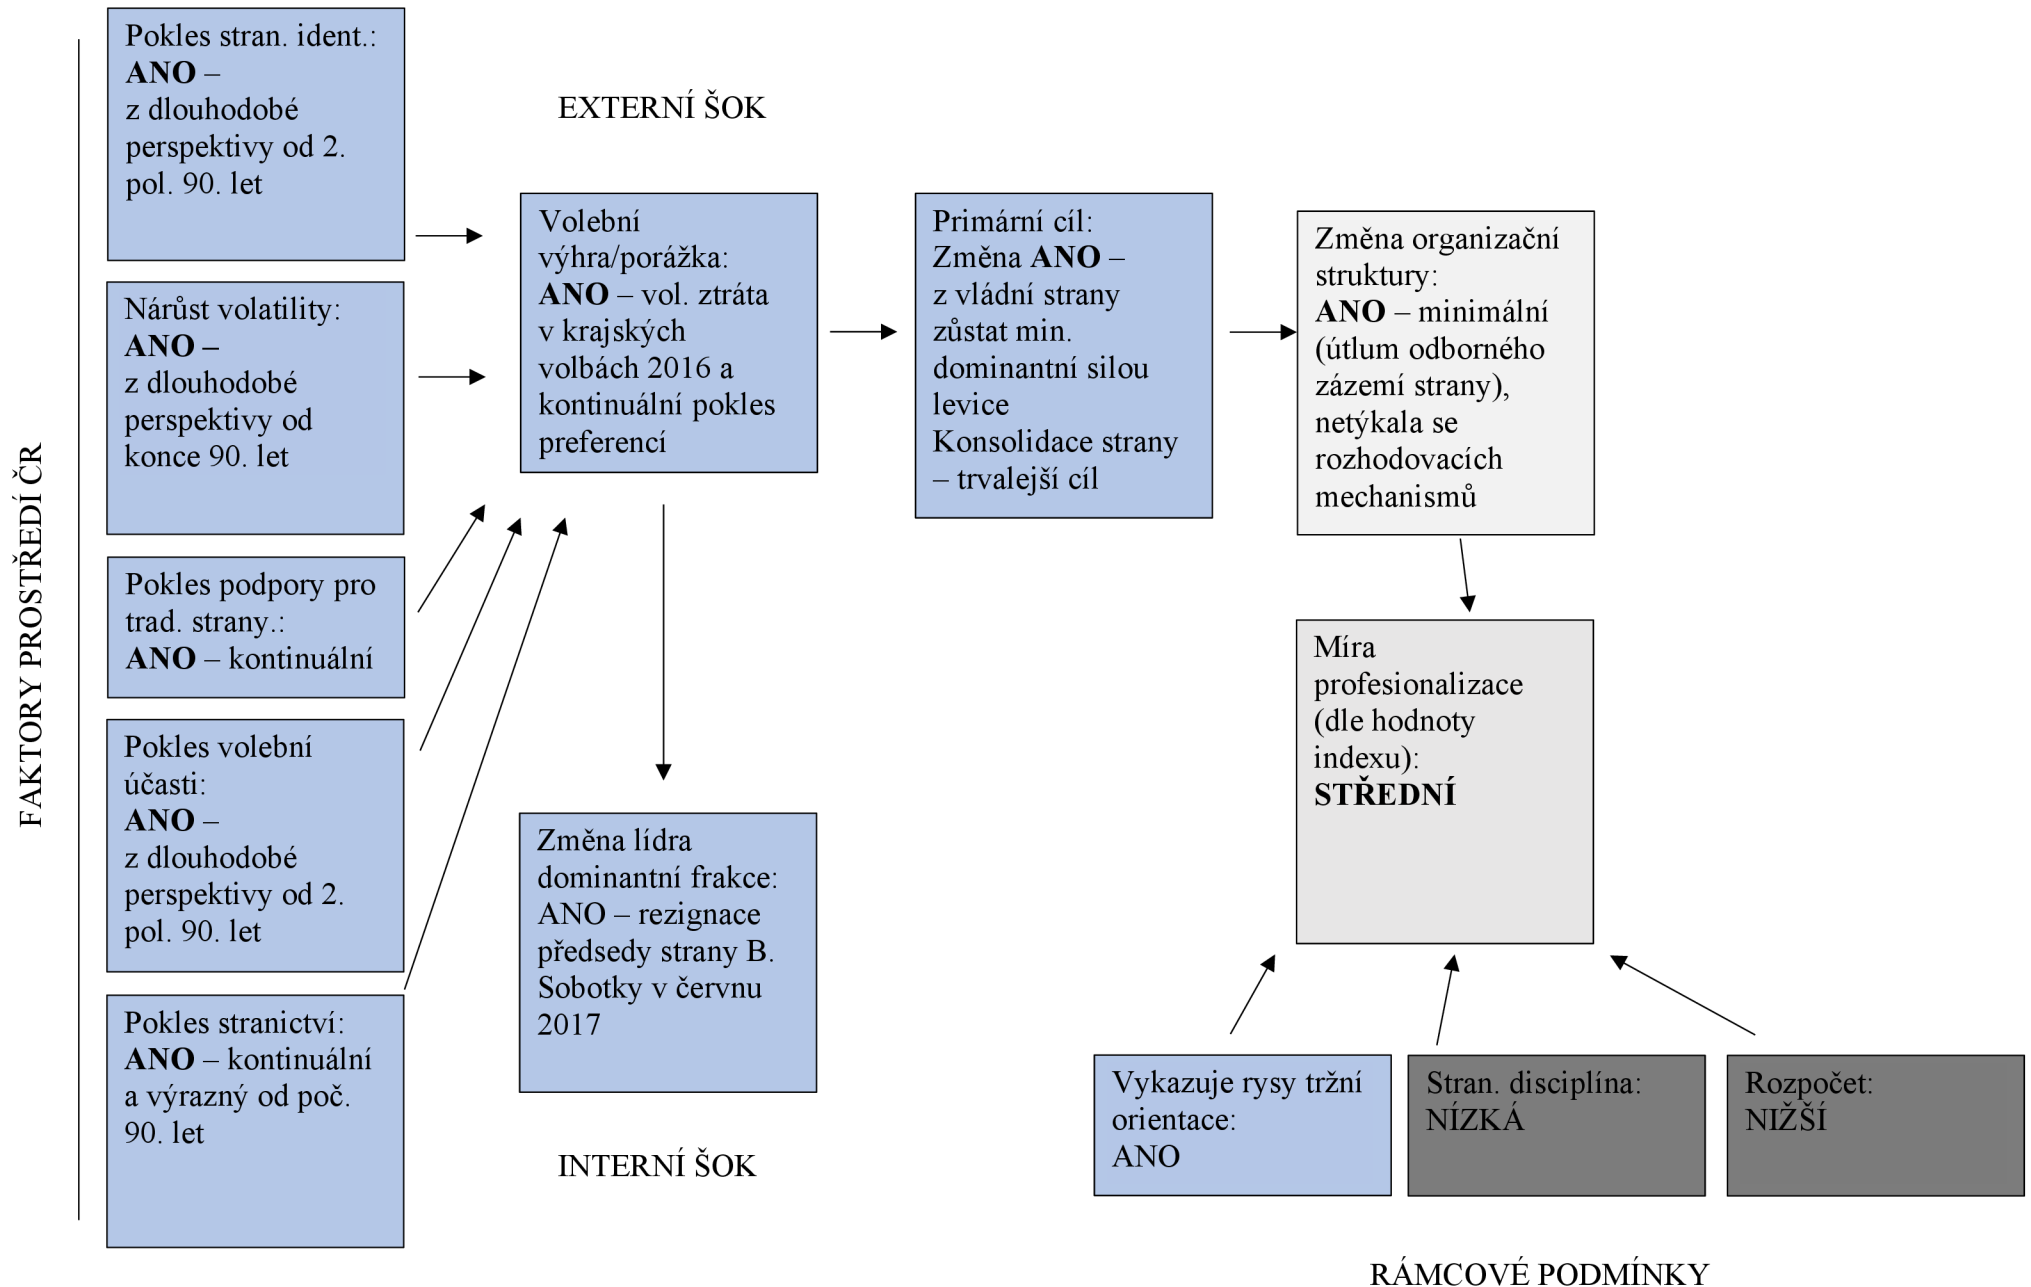 FAKTORY PROSTŘEDÍ ČR
Pokles stran. ident.:
ANO –
z dlouhodobé
perspektivy od 2.
pol. 90. let
Nárůst volatility:
ANO –
z dlouhodobé
perspektivy od
konce 90. let
Pokles podpory pro
trad. strany.:
ANO – kontinuální
Pokles volební
účasti:
ANO –
z dlouhodobé
perspektivy od 2.
pol. 90. let
Pokles stranictví:
ANO – kontinuální
a výrazný od poč.
90. let
EXTERNÍ ŠOK
Volební
výhra/porážka:
ANO – vol. ztráta
v krajských
volbách 2016 a
kontinuální pokles
preferencí
Změna lídra
dominantní frakce:
ANO – rezignace
předsedy strany B.
Sobotky v červnu
2017
INTERNÍ ŠOK
Primární cíl:
Změna ANO –
z vládní strany
zůstat min.
dominantní silou
levice
Konsolidace strany
– trvalejší cíl
Změna organizační
struktury:
ANO – minimální
(útlum odborného
zázemí strany),
netýkala se
rozhodovacích
mechanismů
Míra
profesionalizace
(dle hodnoty
indexu):
STŘEDNÍ
Vykazuje rysy tržní
orientace:
ANO
Stran. disciplína:
NÍZKÁ
Rozpočet:
NIŽŠÍ
RÁMCOVÉ PODMÍNKY